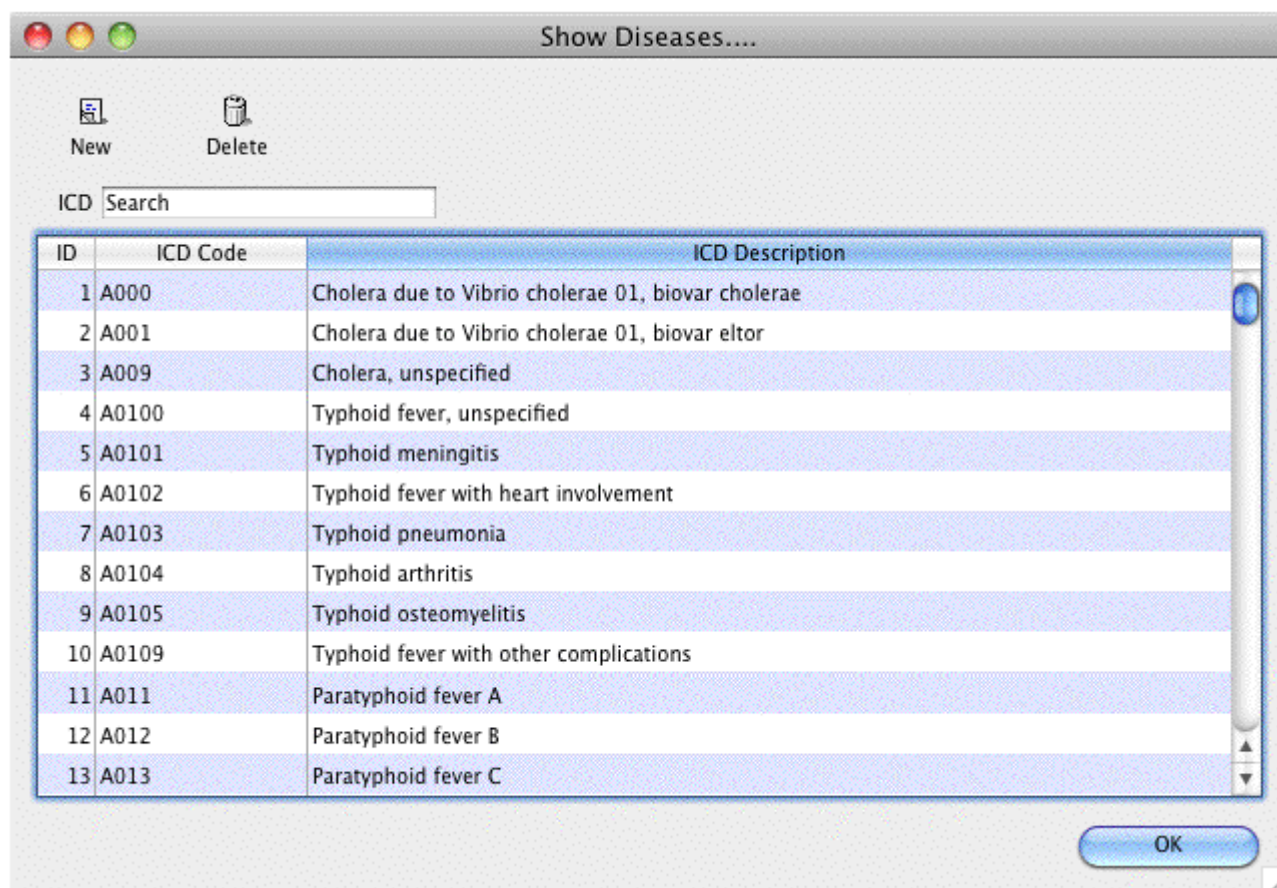 Show Diseases....
New Delete
ICD Search
ID ICD Code ICD Description
1 A000 Cholera due to Vibrio cholerae 01, biovar cholerae
2 A001 Cholera due to Vibrio cholerae 01, biovar eltor
3 A009 Cholera, unspecified
4 A0100 Typhoid fever, unspecified
5 A0101 Typhoid meningitis
6 A0102 Typhoid fever with heart involvement
7 A0103 Typhoid pneumonia
8 A0104 Typhoid arthritis
9 A0105 Typhoid osteomyelitis
10 A0109 Typhoid fever with other complications
11 A011 Paratyphoid fever A
12 A012 Paratyphoid fever B
13 A013 Paratyphoid fever C
OK